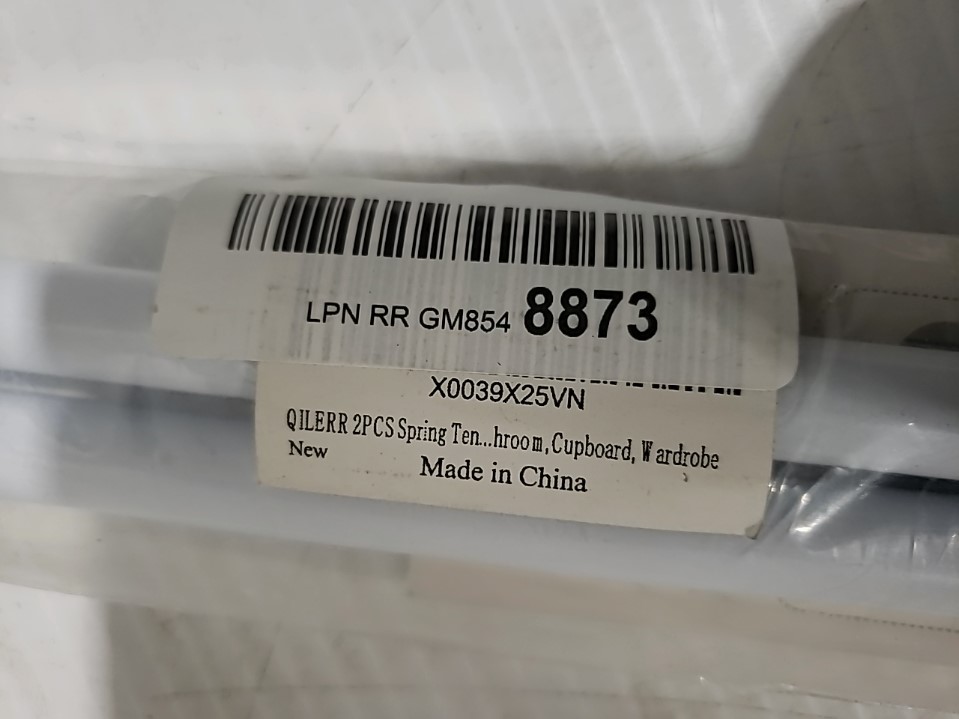 LPN RR GM854 8873
X0039X25VN
QILERR 2PCS Spring Ten...hroom, Cupboard, Wardrobe
New
Made in China